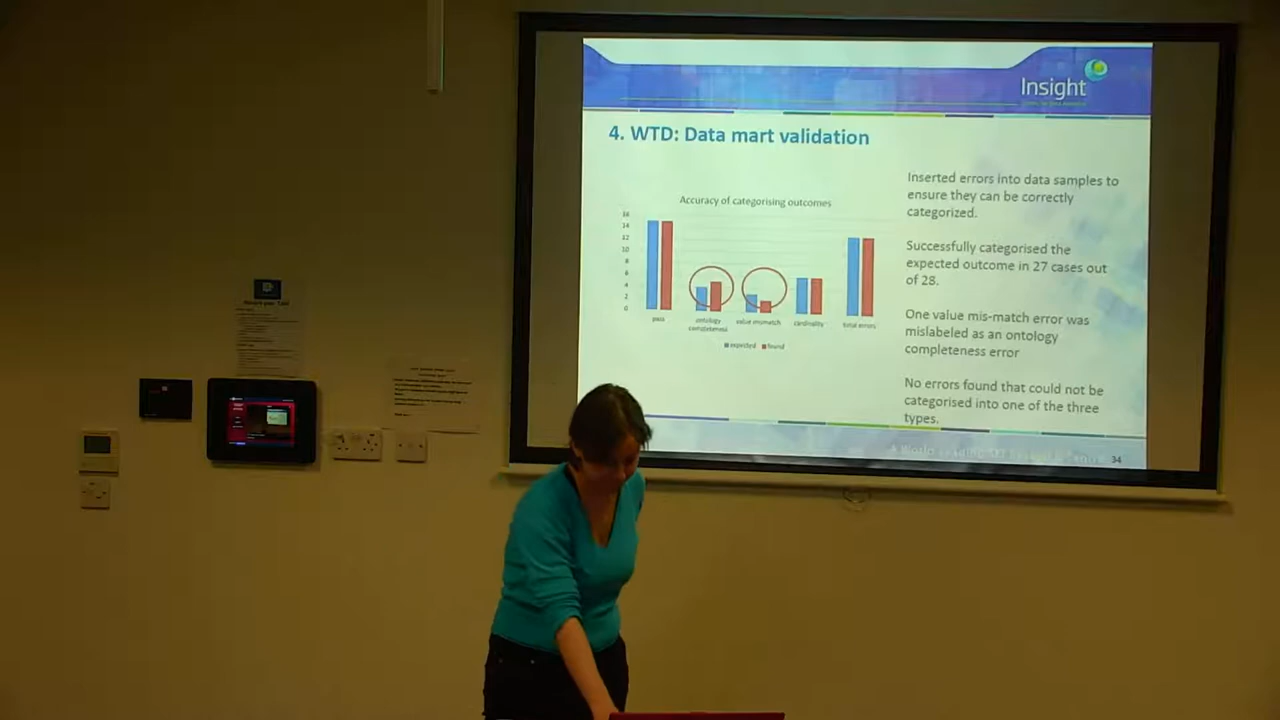 Insight
4. WTD: Data mart validation
Accuracy of categorising outcomes
16
14
12
10
8
6
4
2
0
pass
ontology
completeness
value mismatch
cardinality
total errors
expected
found
Inserted errors into data samples to
ensure they can be correctly
categorized.
Successfully categorised the
expected outcome in 27 cases out
of 28.
One value mis-match error was
mislabeled as an ontology
completeness error
No errors found that could not be
categorised into one of the three
types.
34